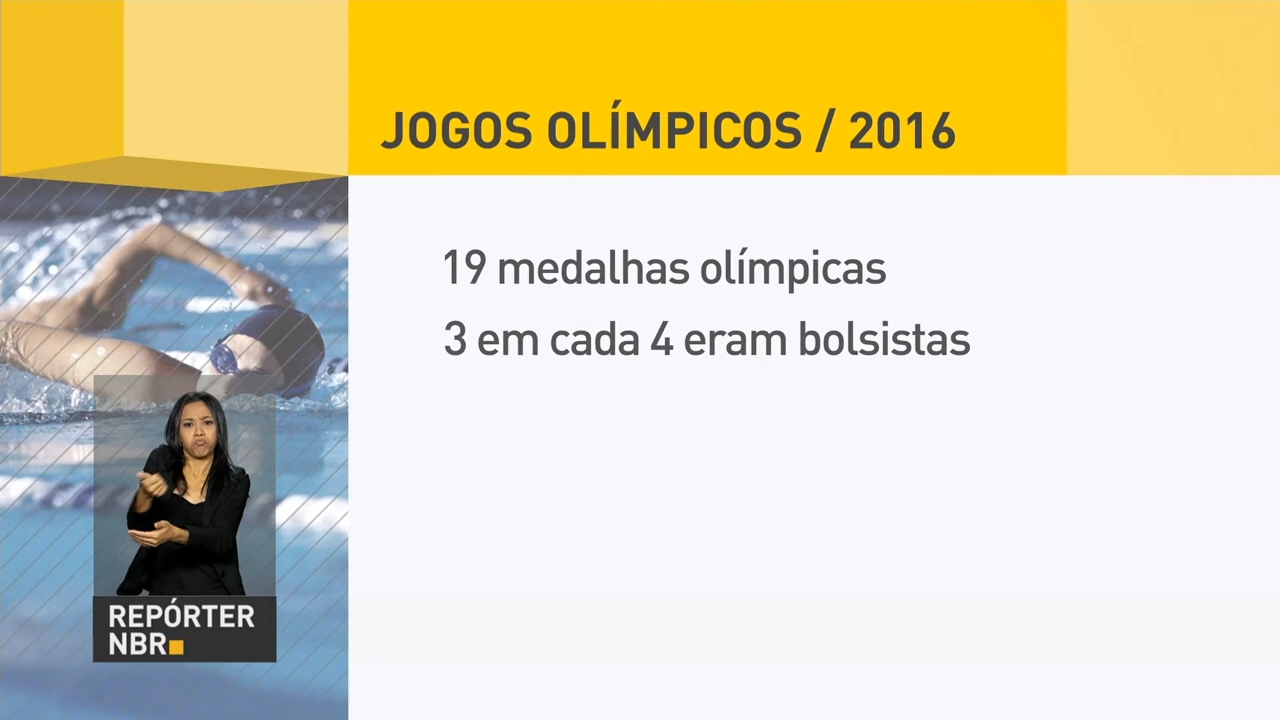 JOGOS OLÍMPICOS / 2016
19 medalhas olímpicas
3 em cada 4 eram bolsistas
REPÓRTER
NBR